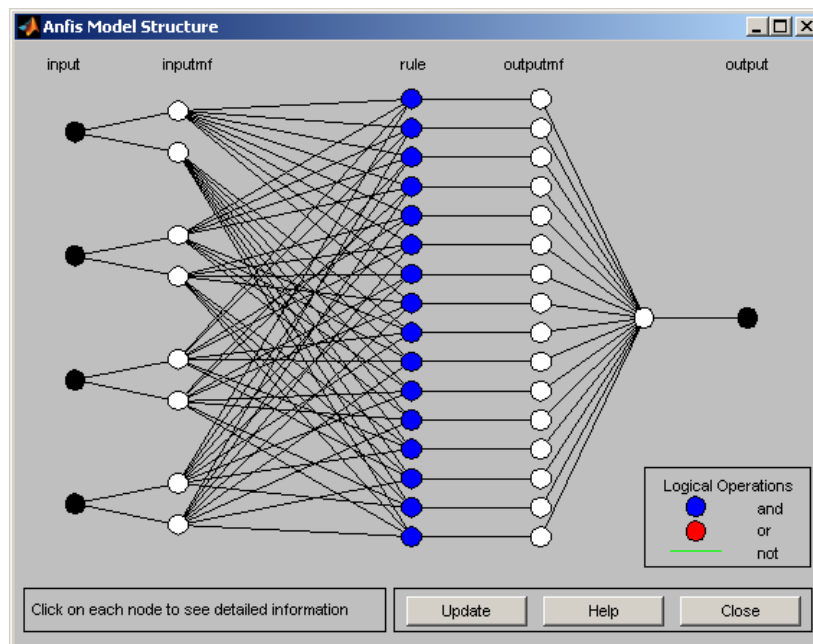 Anfis Model Structure
input inputmf rule outputmf output
Logical Operations
and
or
not
Click on each node to see detailed information
Update Help Close